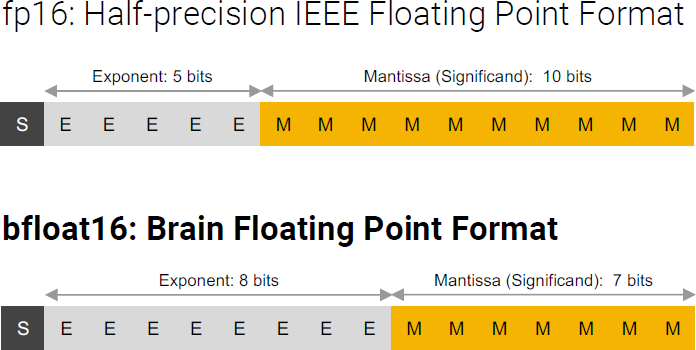 fp16: Half-precision IEEE Floating Point Format
Exponent: 5 bits Mantissa (Significand): 10 bits
S E E E E E M M M M M M M M M M
bfloat16: Brain Floating Point Format
Exponent: 8 bits Mantissa (Significand): 7 bits
S E E E E E E E E M M M M M M M